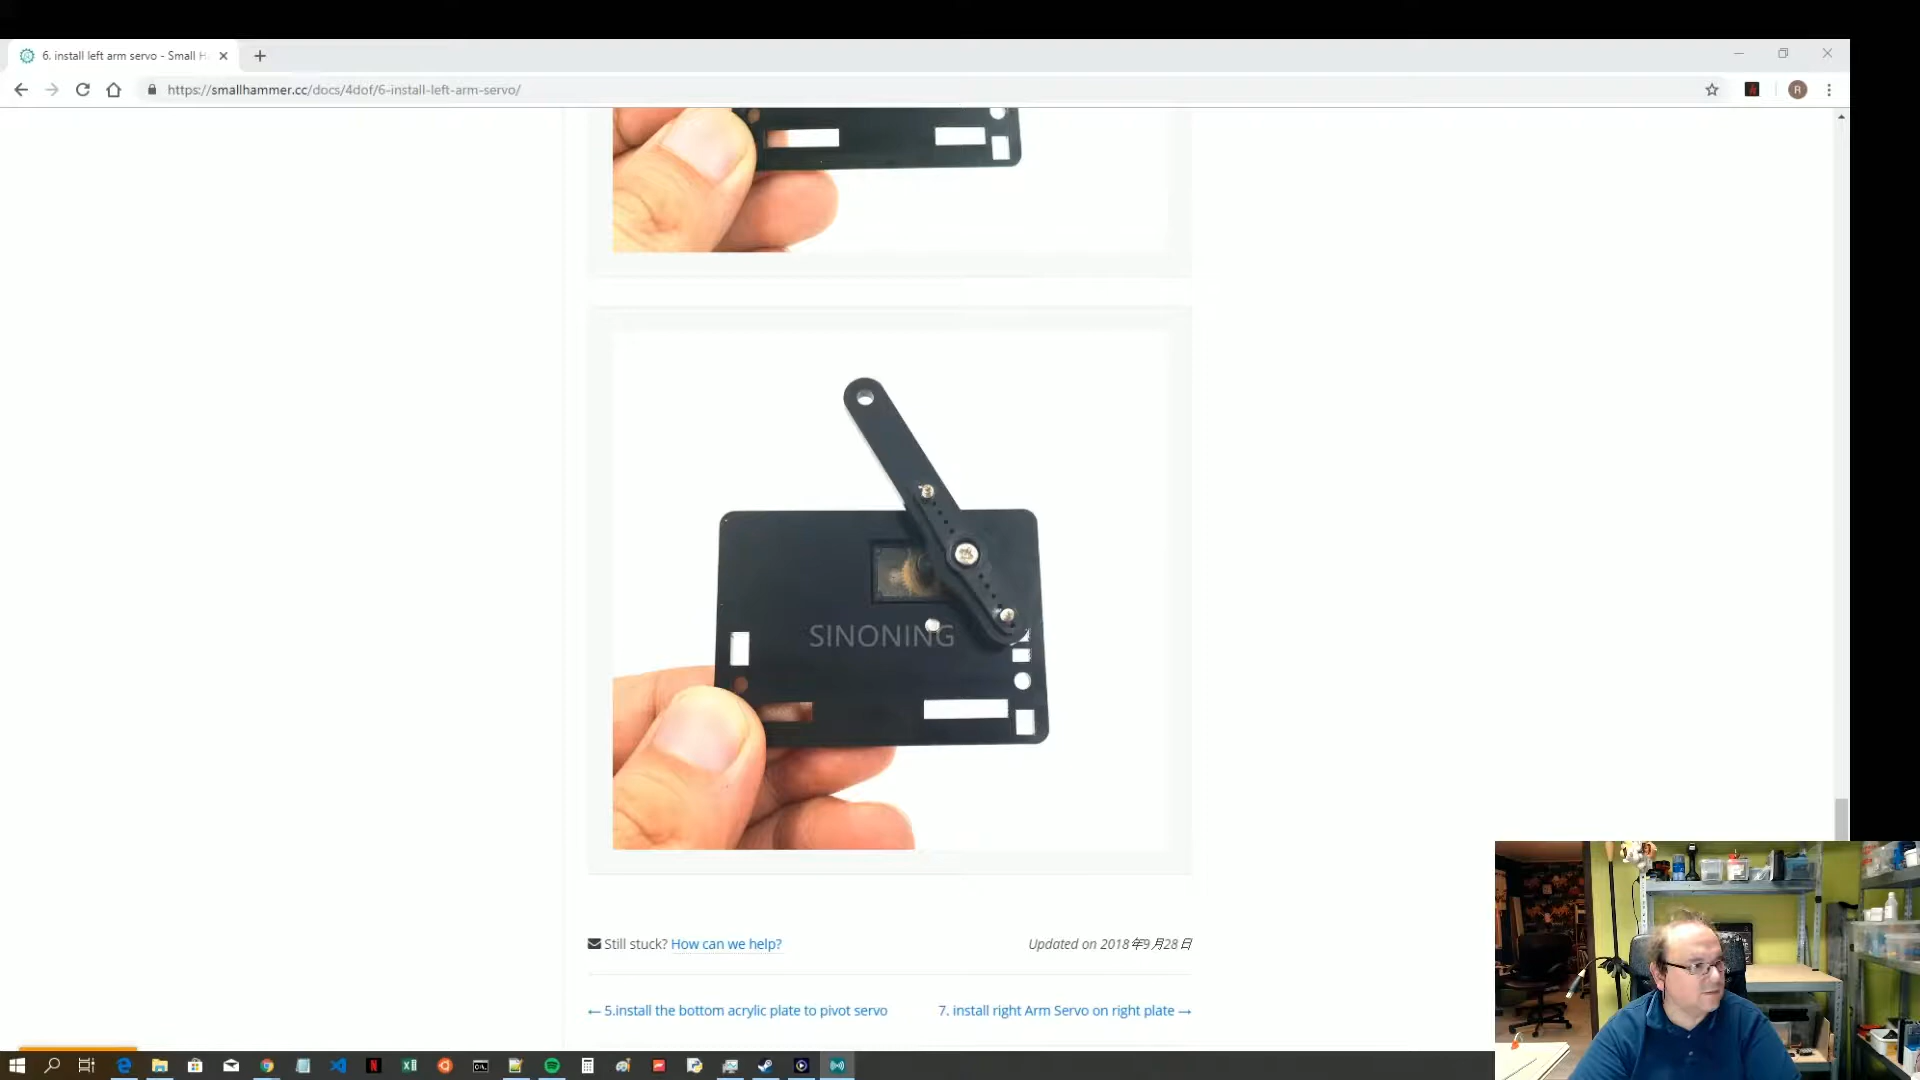 6. install left arm servo - Small H
https://smallhammer.cc/docs/4dof/6-install-left-arm-servo/
R
SINONING
Still stuck? How can we help?
Updated on 2018年9月28日
← 5.install the bottom acrylic plate to pivot servo
7. install right Arm Servo on right plate →